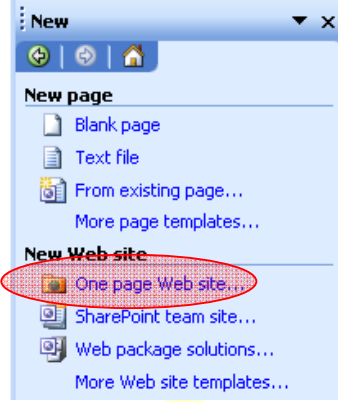 New
New page
Blank page
Text file
From existing page...
More page templates...
New Web site
One page Web site...
SharePoint team site...
Web package solutions...
More Web site templates...